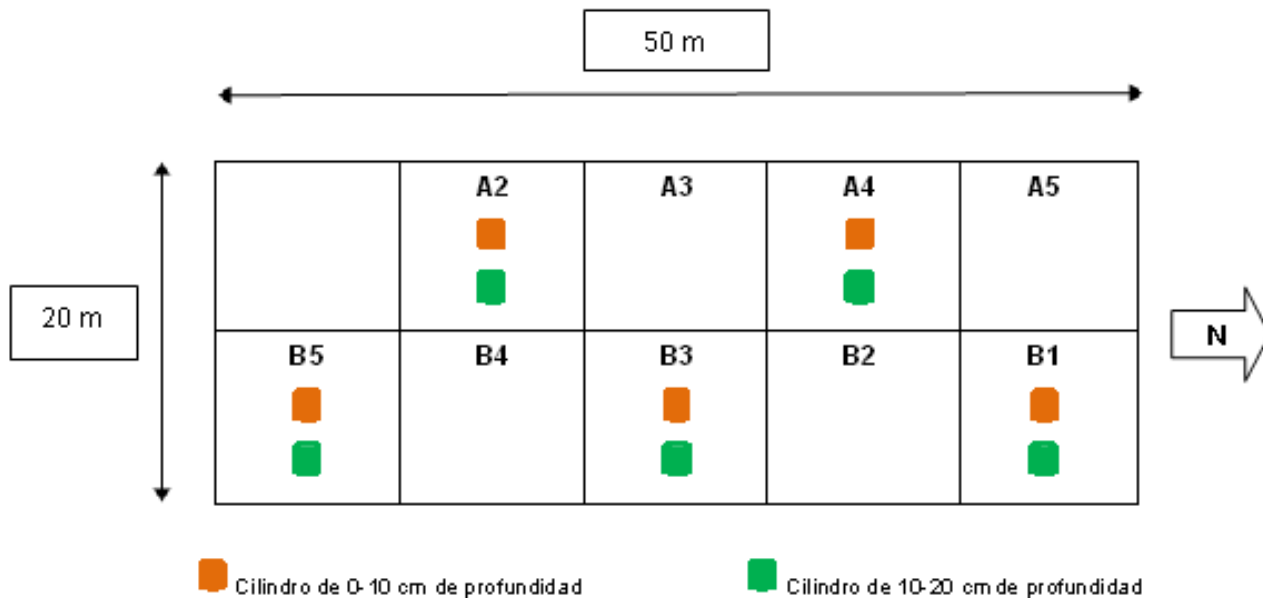 50 m
A2 A3 A4 A5
20 m
N
B5 B4 B3 B2 B1
Cilindro de 0-10 cm de profundidad
Cilindro de 10-20 cm de profundidad